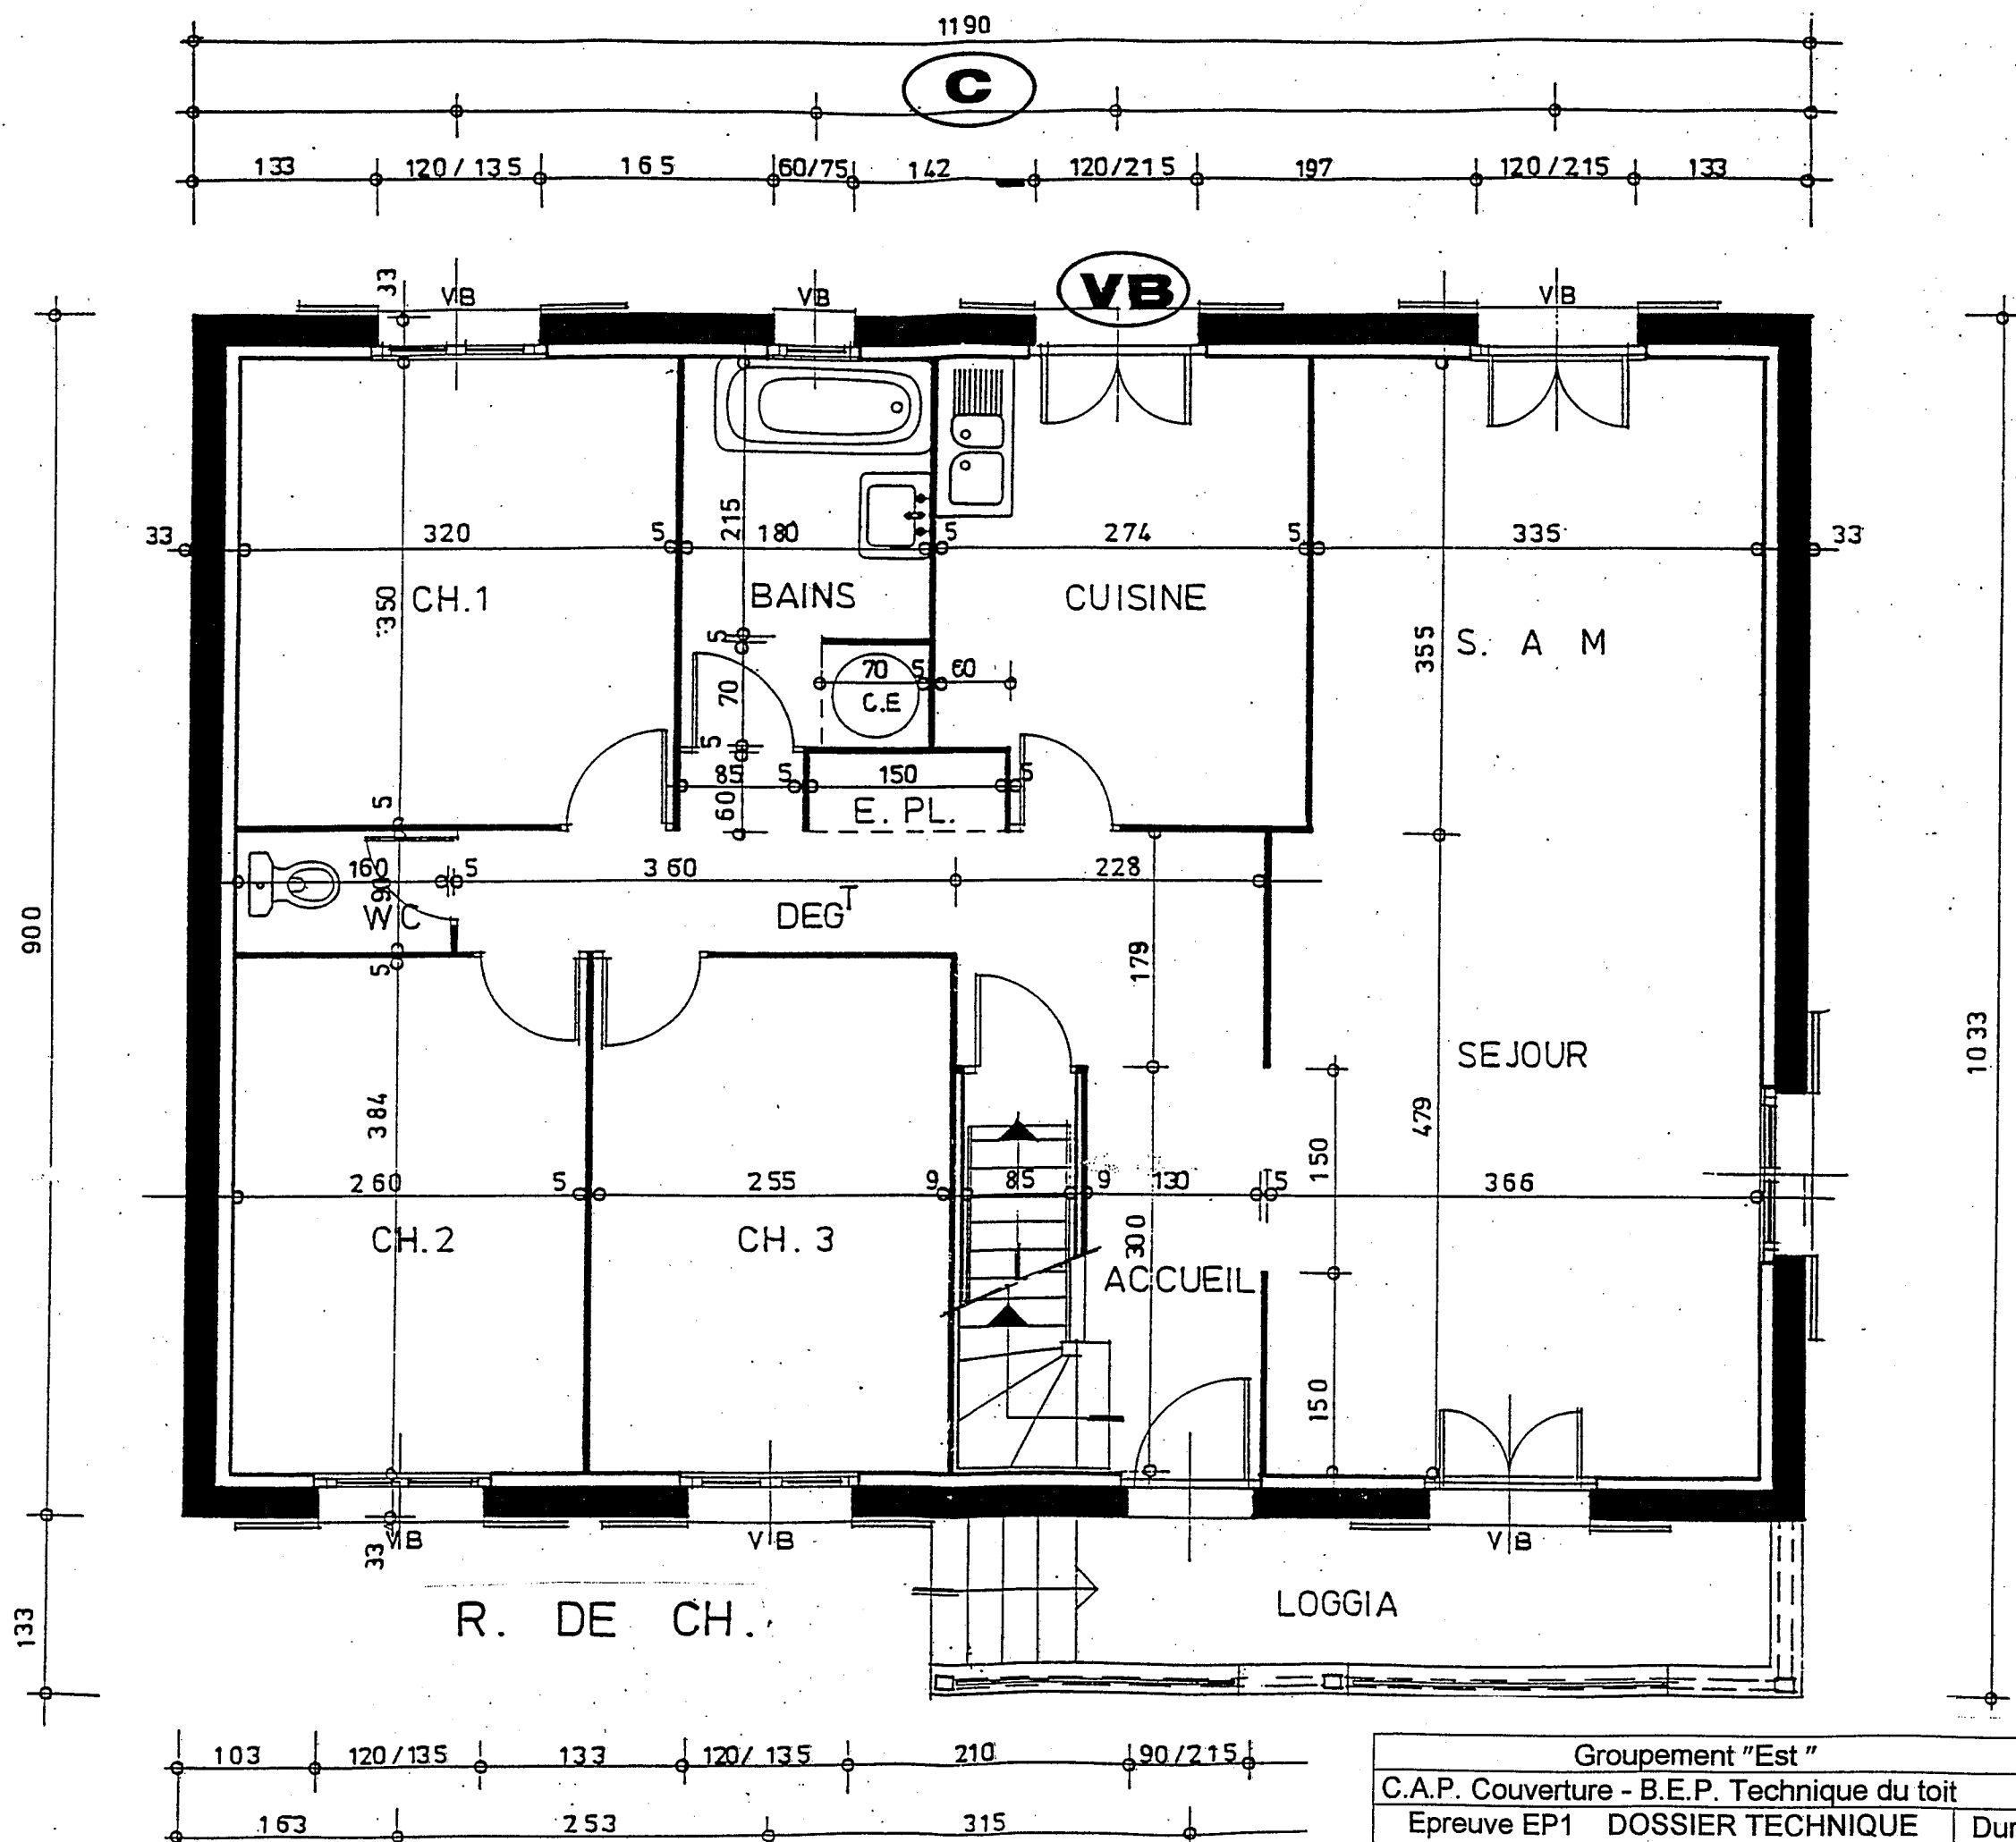 1190
C
133 120/135 165 60/75 142 120/215 197 120/215 133
33 VB VB VB VB
33 320 5 215 180 5 274 5 335 33
350 CH.1 BAINS CUISINE
355 S. A M
5 70 5 60
70 C.E
5 85 5 150 5
5 60 E. PL.
160 5 360 228
90 WC DEGT
900
5 179
SEJOUR
1033
384 479
150
260 5 255 9 85 9 130 5 366
CH.2 CH. 3 300
ACCUEIL
150
33 VB VB VB
R. DE CH. LOGGIA
133
103 120/135 133 120/135 210 90/215
163 253 315
Groupement "Est"
C.A.P. Couverture - B.E.P. Technique du toit
Epreuve EP1 DOSSIER TECHNIQUE Dur